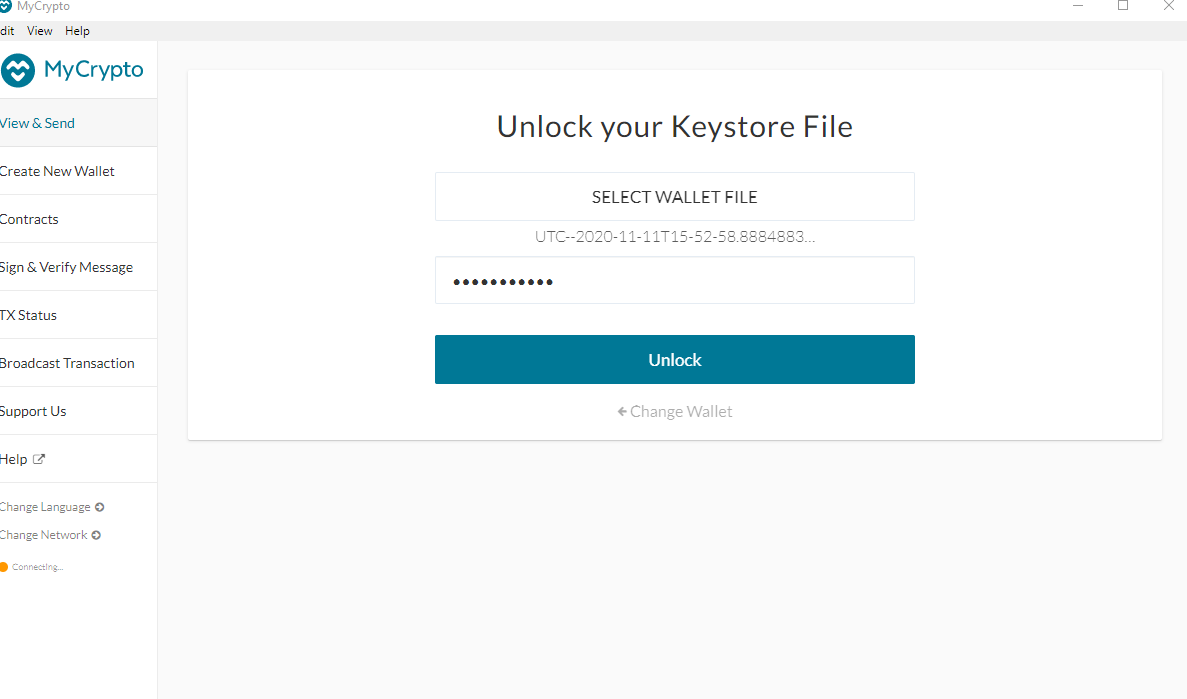 MyCrypto
dit View Help
MyCrypto
View & Send
Create New Wallet
Contracts
Sign & Verify Message
TX Status
Broadcast Transaction
Support Us
Help
Change Language
Change Network
Connecting...
Unlock your Keystore File
SELECT WALLET FILE
UTC--2020-11-11T15-52-58.8884883...
Unlock
Change Wallet